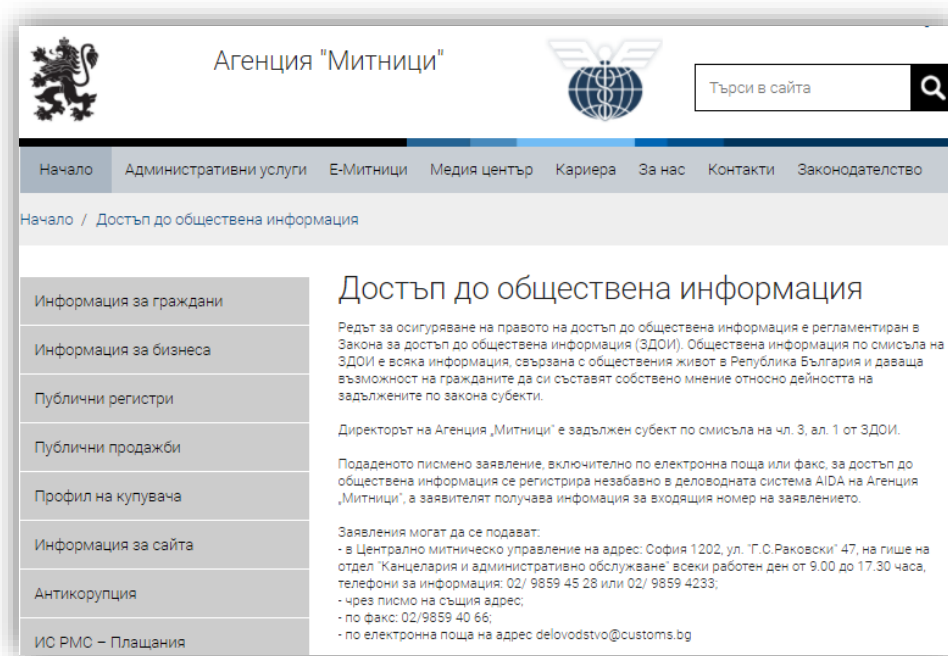 Агенция "Митници"
Търси в сайта
Начало Административни услуги Е-Митници Медия център Кариера За нас Контакти Законодателство
Начало / Достъп до обществена информация
Информация за граждани
Информация за бизнеса
Публични регистри
Публични продажби
Профил на купувача
Информация за сайта
Антикорупция
ИС РМС – Плащания
Достъп до обществена информация
Редът за осигуряване на правото на достъп до обществена информация е регламентиран в
Закона за достъп до обществена информация (ЗДОИ). Обществена информация по смисъла на
ЗДОИ е всяка информация, свързана с обществения живот в Република България и даваща
възможност на гражданите да си съставят собствено мнение относно дейността на
задължените по закона субекти.
Директорът на Агенция „Митници" е задължен субект по смисъла на чл. 3, ал. 1 от ЗДОИ.
Подаденото писмено заявление, включително по електронна поща или факс, за достъп до
обществена информация се регистрира незабавно в деловодната система AIDA на Агенция
„Митници", а заявителят получава инфомация за входящия номер на заявлението.
Заявления могат да се подават:
- в Централно митническо управление на адрес: София 1202, ул. "Г.С.Раковски" 47, на гише на
отдел "Канцелария и административно обслужване" всеки работен ден от 9.00 до 17.30 часа,
телефони за информация: 02/ 9859 45 28 или 02/ 9859 4233;
- чрез писмо на същия адрес;
- по факс: 02/9859 40 66;
- по електронна поща на адрес delovodstvo@customs.bg